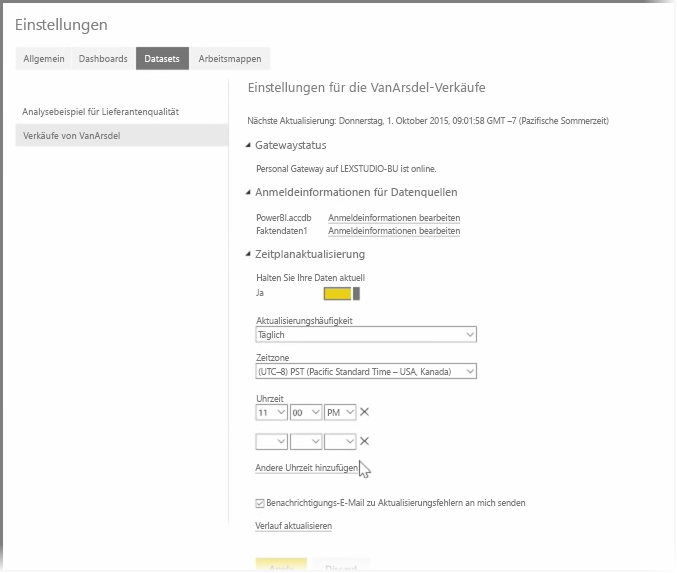 Einstellungen
Allgemein Dashboards Datasets Arbeitsmappen
Einstellungen für die VanArsdel-Verkäufe
Analysebeispiel für Lieferantenqualität
Verkäufe von VanArsdel
Nächste Aktualisierung: Donnerstag, 1. Oktober 2015, 09:01:58 GMT –7 (Pazifische Sommerzeit)
Gatewaystatus
Personal Gateway auf LEXSTUDIO-BU ist online.
Anmeldeinformationen für Datenquellen
PowerBI.accdb Anmeldeinformationen bearbeiten
Faktendaten1 Anmeldeinformationen bearbeiten
Zeitplanaktualisierung
Halten Sie Ihre Daten aktuell
Ja
Aktualisierungshäufigkeit
Täglich
Zeitzone
(UTC–8) PST (Pacific Standard Time – USA, Kanada)
Uhrzeit
11 00 PM
Andere Uhrzeit hinzufügen
Benachrichtigungs-E-Mail zu Aktualisierungsfehlern an mich senden
Verlauf aktualisieren
Apply Discard